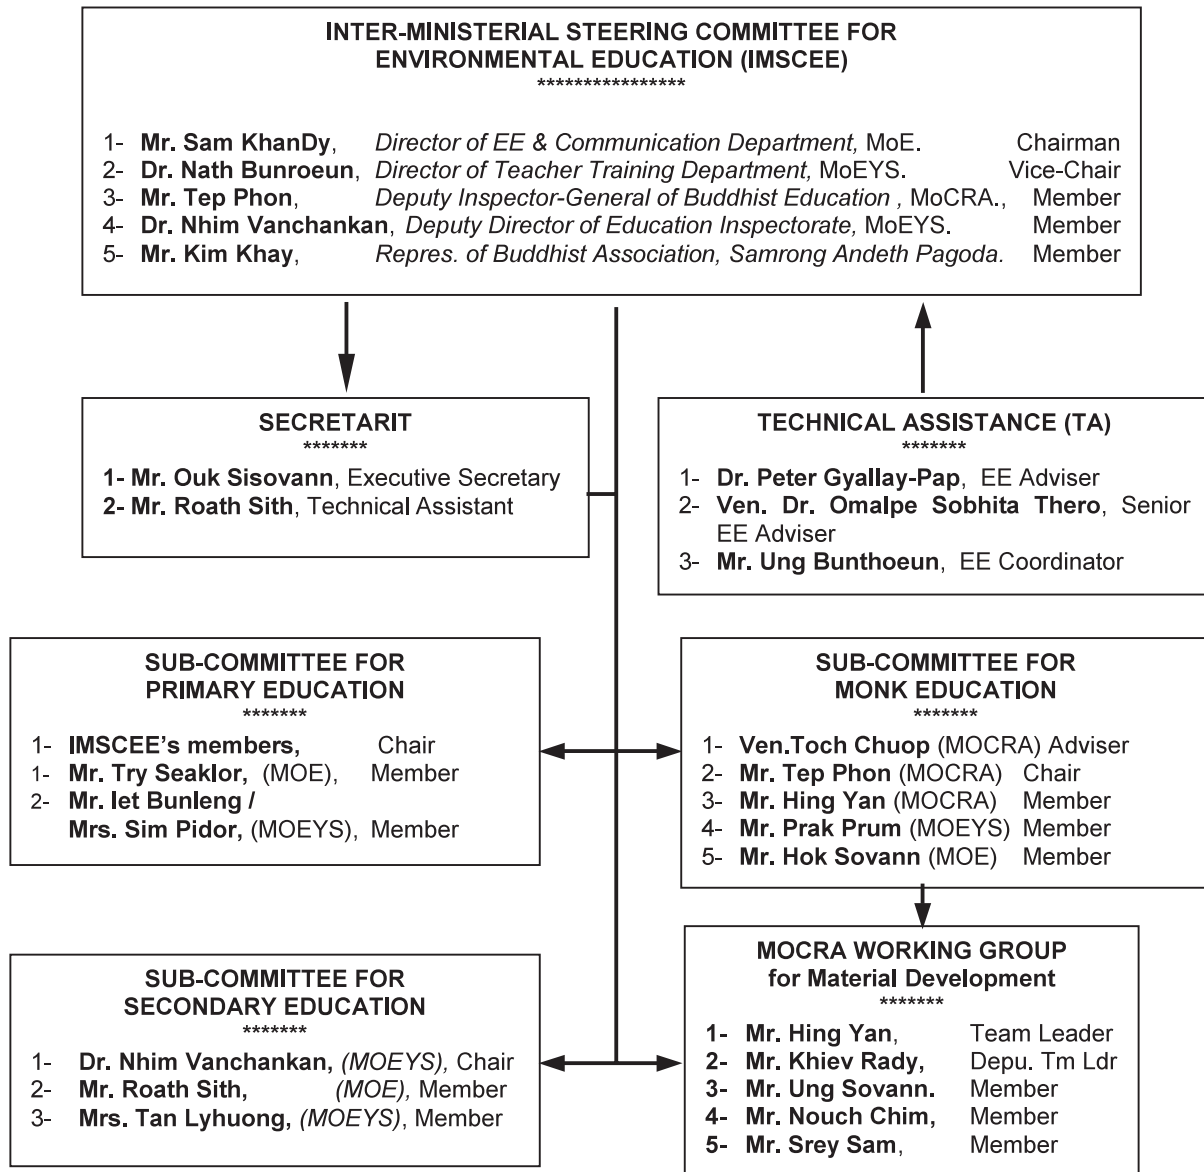 INTER-MINISTERIAL STEERING COMMITTEE FOR
ENVIRONMENTAL EDUCATION (IMSCEE)
****************
1- Mr. Sam KhanDy, Director of EE & Communication Department, MoE. Chairman
2- Dr. Nath Bunroeun, Director of Teacher Training Department, MoEYS. Vice-Chair
3- Mr. Tep Phon, Deputy Inspector-General of Buddhist Education , MoCRA., Member
4- Dr. Nhim Vanchankan, Deputy Director of Education Inspectorate, MoEYS. Member
5- Mr. Kim Khay, Repres. of Buddhist Association, Samrong Andeth Pagoda. Member
SECRETARIT
*******
1- Mr. Ouk Sisovann, Executive Secretary
2- Mr. Roath Sith, Technical Assistant
TECHNICAL ASSISTANCE (TA)
*******
1- Dr. Peter Gyallay-Pap, EE Adviser
2- Ven. Dr. Omalpe Sobhita Thero, Senior
EE Adviser
3- Mr. Ung Bunthoeun, EE Coordinator
SUB-COMMITTEE FOR
PRIMARY EDUCATION
*******
1- IMSCEE's members, Chair
1- Mr. Try Seaklor, (MOE), Member
2- Mr. Iet Bunleng /
Mrs. Sim Pidor, (MOEYS), Member
SUB-COMMITTEE FOR
MONK EDUCATION
*******
1- Ven.Toch Chuop (MOCRA) Adviser
2- Mr. Tep Phon (MOCRA) Chair
3- Mr. Hing Yan (MOCRA) Member
4- Mr. Prak Prum (MOEYS) Member
5- Mr. Hok Sovann (MOE) Member
SUB-COMMITTEE FOR
SECONDARY EDUCATION
*******
1- Dr. Nhim Vanchankan, (MOEYS), Chair
2- Mr. Roath Sith, (MOE), Member
3- Mrs. Tan Lyhuong, (MOEYS), Member
MOCRA WORKING GROUP
for Material Development
*******
1- Mr. Hing Yan, Team Leader
2- Mr. Khiev Rady, Depu. Tm Ldr
3- Mr. Ung Sovann. Member
4- Mr. Nouch Chim, Member
5- Mr. Srey Sam, Member